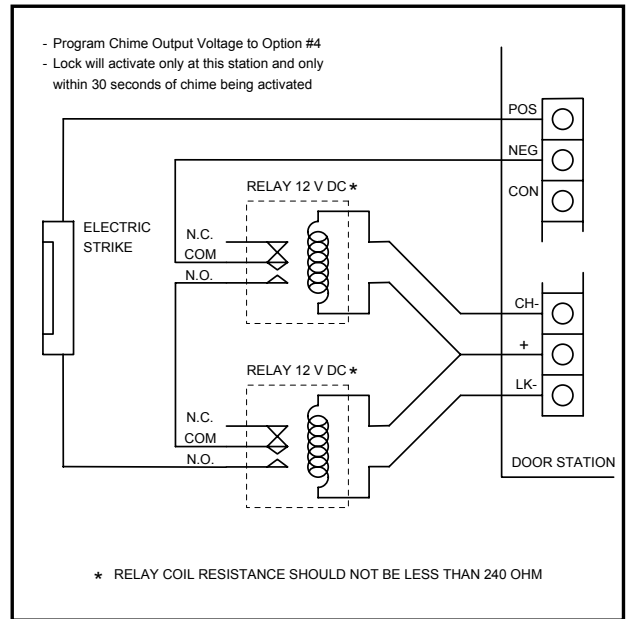 - Program Chime Output Voltage to Option #4
- Lock will activate only at this station and only
within 30 seconds of chime being activated
POS
NEG
CON
RELAY 12 V DC *
ELECTRIC
STRIKE
N.C.
COM
N.O.
CH-
+
LK-
RELAY 12 V DC *
N.C.
COM
N.O.
DOOR STATION
* RELAY COIL RESISTANCE SHOULD NOT BE LESS THAN 240 OHM